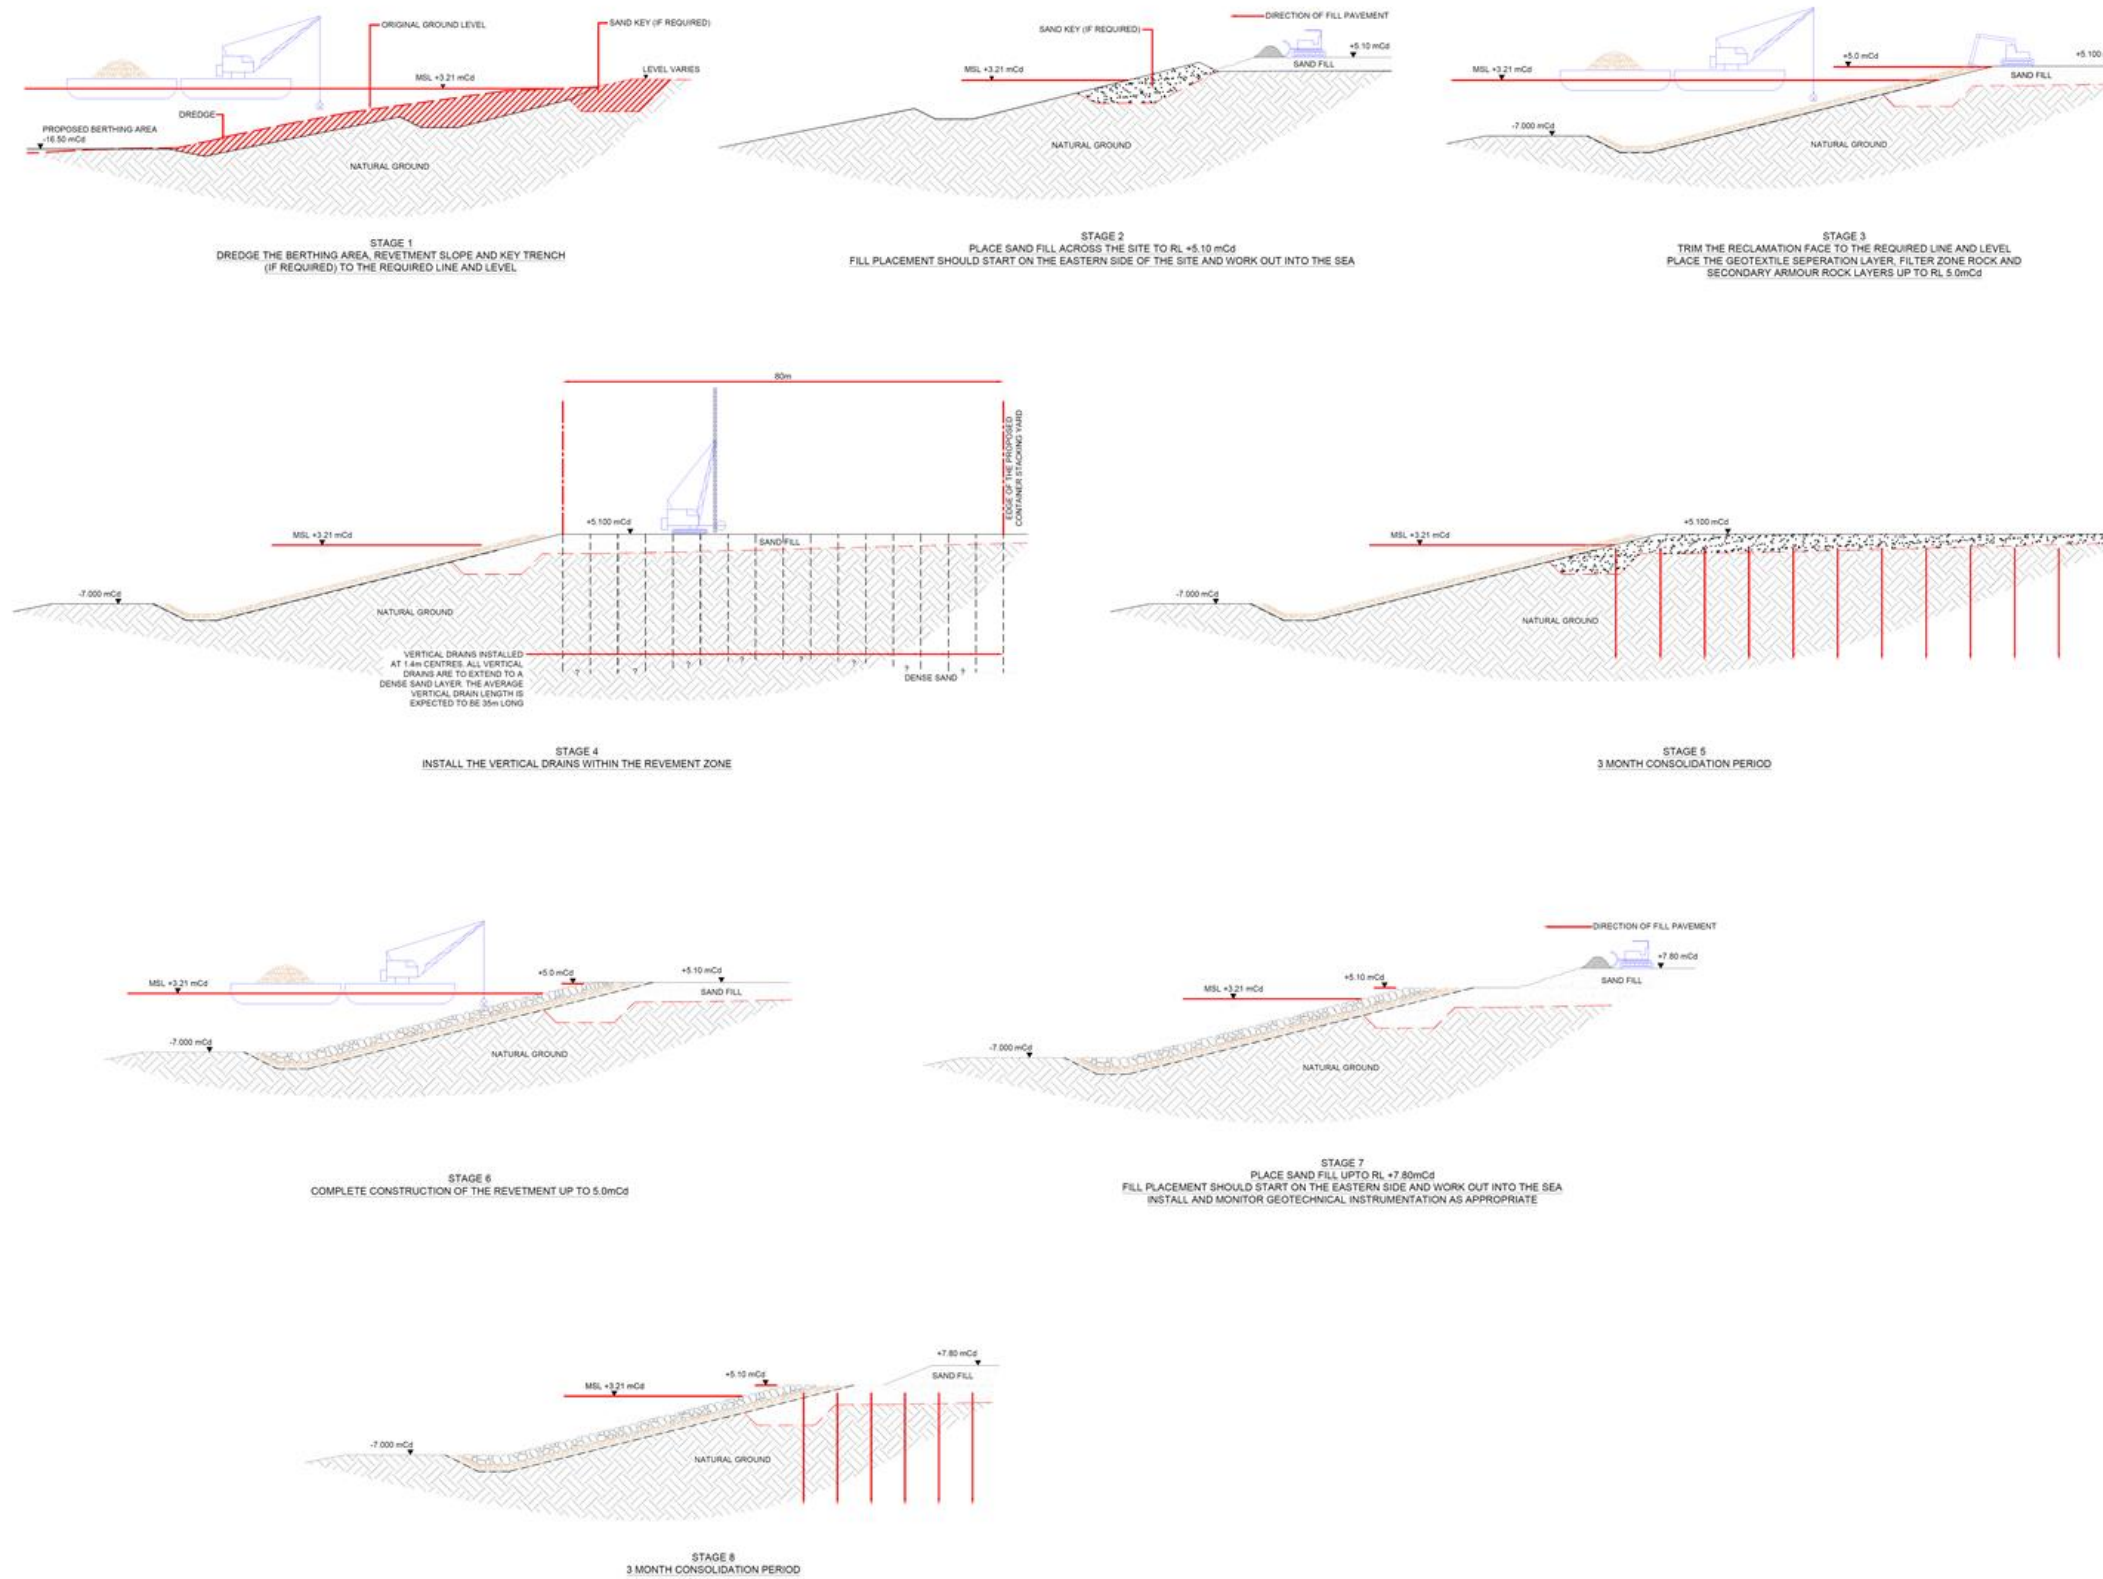 ORIGINAL GROUND LEVEL
SAND KEY (IF REQUIRED)
MSL +3.21 mCd
LEVEL VARIES
DREDGE
PROPOSED BERTHING AREA
-16.50 mCd
NATURAL GROUND
STAGE 1
DREDGE THE BERTHING AREA, REVETMENT SLOPE AND KEY TRENCH
(IF REQUIRED) TO THE REQUIRED LINE AND LEVEL
DIRECTION OF FILL PAVEMENT
SAND KEY (IF REQUIRED)
+5.10 mCd
SAND FILL
MSL +3.21 mCd
NATURAL GROUND
STAGE 2
PLACE SAND FILL ACROSS THE SITE TO RL +5.10 mCd
FILL PLACEMENT SHOULD START ON THE EASTERN SIDE OF THE SITE AND WORK OUT INTO THE SEA
MSL +3.21 mCd
+5.0 mCd
+5.100
SAND FILL
-7.000 mCd
NATURAL GROUND
STAGE 3
TRIM THE RECLAMATION FACE TO THE REQUIRED LINE AND LEVEL
PLACE THE GEOTEXTILE SEPERATION LAYER, FILTER ZONE ROCK AND
SECONDARY ARMOUR ROCK LAYERS UP TO RL 5.0mCd
80m
EDGE OF THE PROPOSED
CONTAINER STACKING YARD
+5.100 mCd
MSL +3.21 mCd
SAND FILL
-7.000 mCd
NATURAL GROUND
VERTICAL DRAINS INSTALLED
AT 1.4m CENTRES. ALL VERTICAL
DRAINS ARE TO EXTEND TO A
DENSE SAND LAYER. THE AVERAGE
VERTICAL DRAIN LENGTH IS
EXPECTED TO BE 35m LONG
? ? ? ? ? ? ? ?
DENSE SAND
STAGE 4
INSTALL THE VERTICAL DRAINS WITHIN THE REVEMENT ZONE
+5.100 mCd
MSL +3.21 mCd
-7.000 mCd
NATURAL GROUND
STAGE 5
3 MONTH CONSOLIDATION PERIOD
MSL +3.21 mCd
+5.0 mCd
+5.10 mCd
SAND FILL
-7.000 mCd
NATURAL GROUND
STAGE 6
COMPLETE CONSTRUCTION OF THE REVETMENT UP TO 5.0mCd
DIRECTION OF FILL PAVEMENT
+7.80 mCd
SAND FILL
+5.10 mCd
MSL +3.21 mCd
-7.000 mCd
NATURAL GROUND
STAGE 7
PLACE SAND FILL UPTO RL +7.80mCd
FILL PLACEMENT SHOULD START ON THE EASTERN SIDE AND WORK OUT INTO THE SEA
INSTALL AND MONITOR GEOTECHNICAL INSTRUMENTATION AS APPROPRIATE
+7.80 mCd
SAND FILL
+5.10 mCd
MSL +3.21 mCd
-7.000 mCd
NATURAL GROUND
STAGE 8
3 MONTH CONSOLIDATION PERIOD